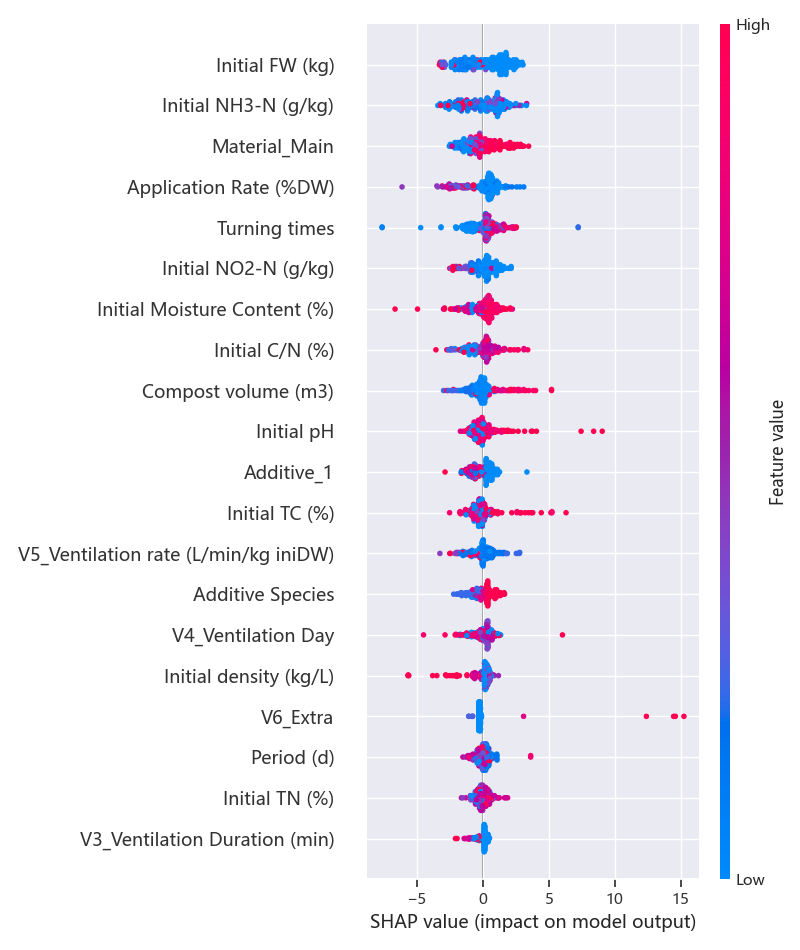 High
Initial FW (kg)
Initial NH3-N (g/kg)
Material_Main
Application Rate (%DW)
Turning times
Initial NO2-N (g/kg)
Initial Moisture Content (%)
Initial C/N (%)
Compost volume (m3)
Initial pH
Additive_1
Initial TC (%)
V5_Ventilation rate (L/min/kg iniDW)
Additive Species
V4_Ventilation Day
Initial density (kg/L)
V6_Extra
Period (d)
Initial TN (%)
V3_Ventilation Duration (min)
Feature value
Low
−5 0 5 10 15
SHAP value (impact on model output)